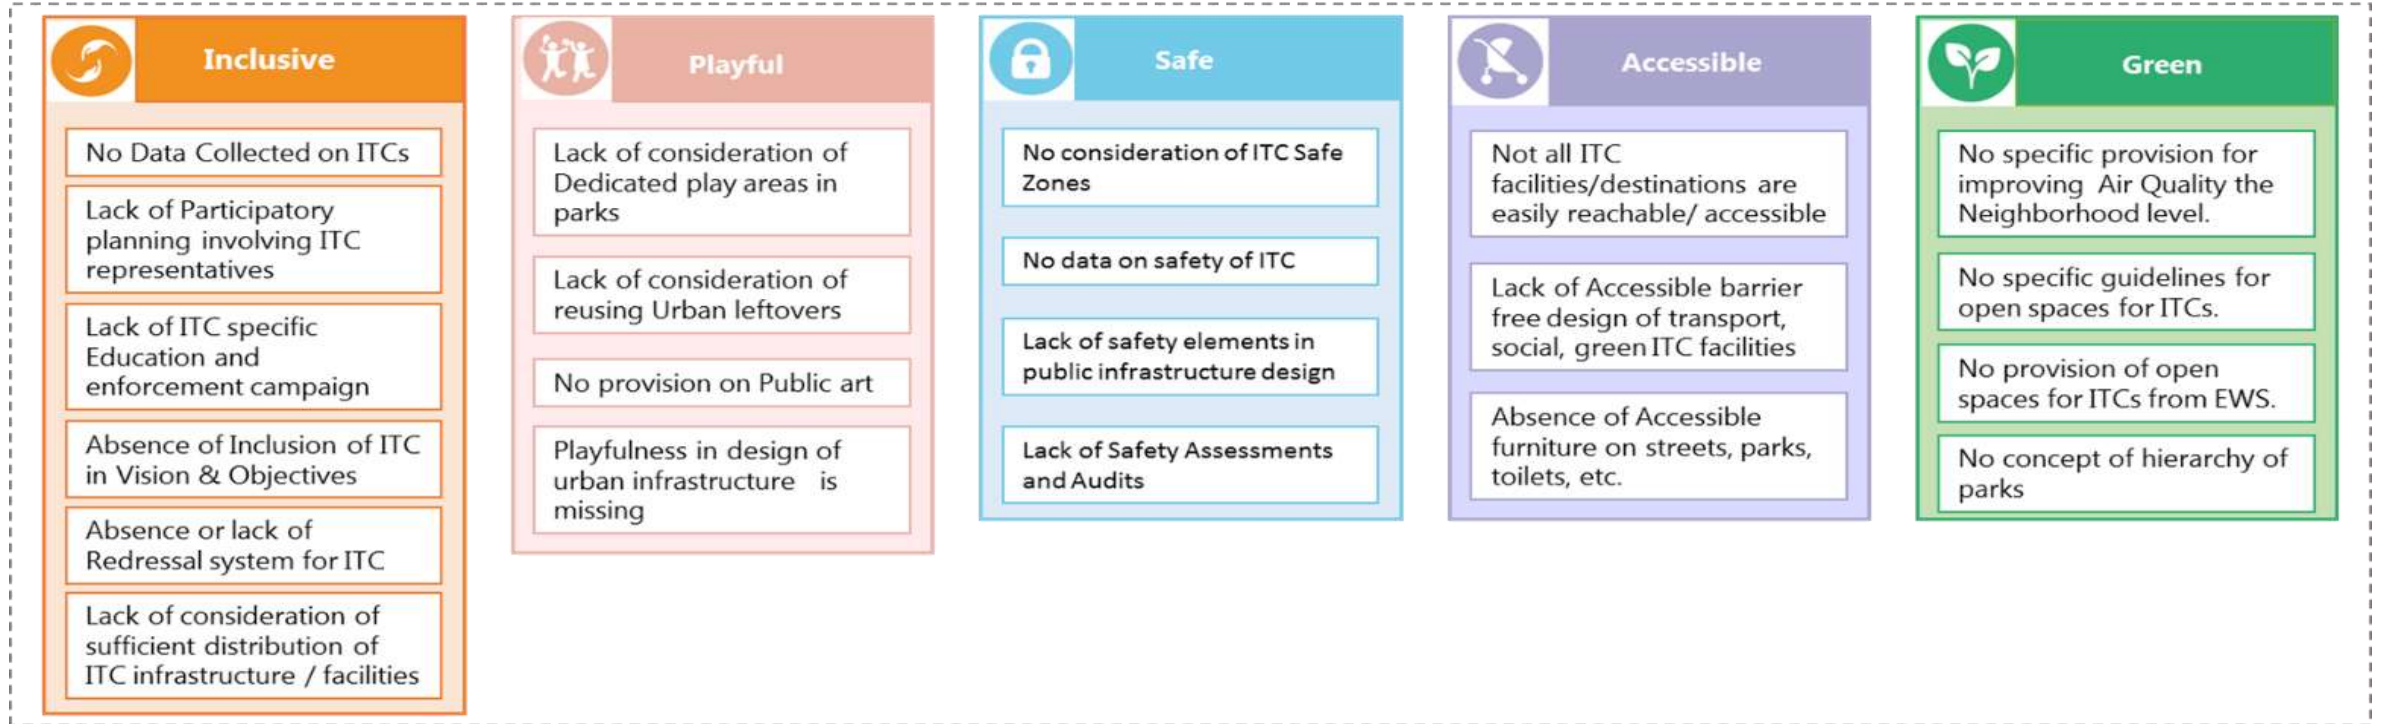 Inclusive
No Data Collected on ITCs
Lack of Participatory
planning involving ITC
representatives
Lack of ITC specific
Education and
enforcement campaign
Absence of Inclusion of ITC
in Vision & Objectives
Absence or lack of
Redressal system for ITC
Lack of consideration of
sufficient distribution of
ITC infrastructure / facilities
Playful
Lack of consideration of
Dedicated play areas in
parks
Lack of consideration of
reusing Urban leftovers
No provision on Public art
Playfulness in design of
urban infrastructure is
missing
Safe
No consideration of ITC Safe
Zones
No data on safety of ITC
Lack of safety elements in
public infrastructure design
Lack of Safety Assessments
and Audits
Accessible
Not all ITC
facilities/destinations are
easily reachable/ accessible
Lack of Accessible barrier
free design of transport,
social, green ITC facilities
Absence of Accessible
furniture on streets, parks,
toilets, etc.
Green
No specific provision for
improving Air Quality the
Neighborhood level.
No specific guidelines for
open spaces for ITCs.
No provision of open
spaces for ITCs from EWS.
No concept of hierarchy of
parks